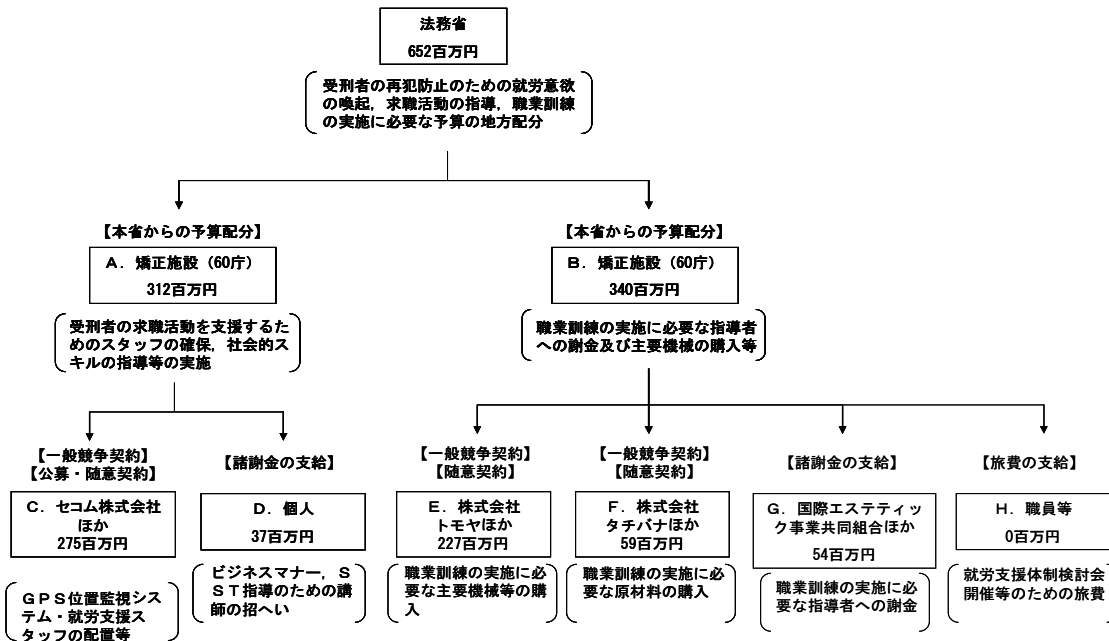 法務省
652百万円
受刑者の再犯防止のための就労意欲
の喚起，求職活動の指導，職業訓練
の実施に必要な予算の地方配分
【本省からの予算配分】
A．矯正施設（60庁）
312百万円
受刑者の求職活動を支援するた
めのスタッフの確保，社会的ス
キルの指導等の実施
【本省からの予算配分】
B．矯正施設（60庁）
340百万円
職業訓練の実施に必要な指導者
への謝金及び主要機械の購入等
【一般競争契約】
【公募・随意契約】
C．セコム株式会社
ほか
275百万円
GPS位置監視シス
テム・就労支援ス
タッフの配置等
【諸謝金の支給】
D．個人
37百万円
ビジネスマナー，S
ST指導のための講
師の招へい
【一般競争契約】
【随意契約】
E．株式会社
トモヤほか
227百万円
職業訓練の実施に必
要な主要機械等の購
入
【一般競争契約】
【随意契約】
F．株式会社
タチバナほか
59百万円
職業訓練の実施に必
要な原材料の購入
【諸謝金の支給】
G．国際エステティッ
ク事業共同組合ほか
54百万円
職業訓練の実施に必
要な指導者への謝金
【旅費の支給】
H．職員等
0百万円
就労支援体制検討会
開催等のための旅費